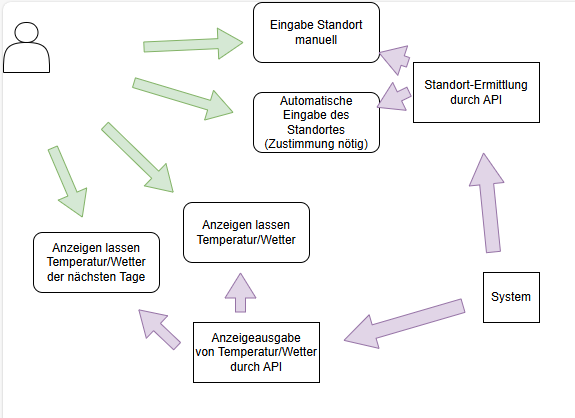 Eingabe Standort
manuell
Standort-Ermittlung
durch API
Automatische
Eingabe des
Standortes
(Zustimmung nötig)
Anzeigen lassen
Temperatur/Wetter
Anzeigen lassen
Temperatur/Wetter
der nächsten Tage
System
Anzeigeausgabe
von Temperatur/Wetter
durch API